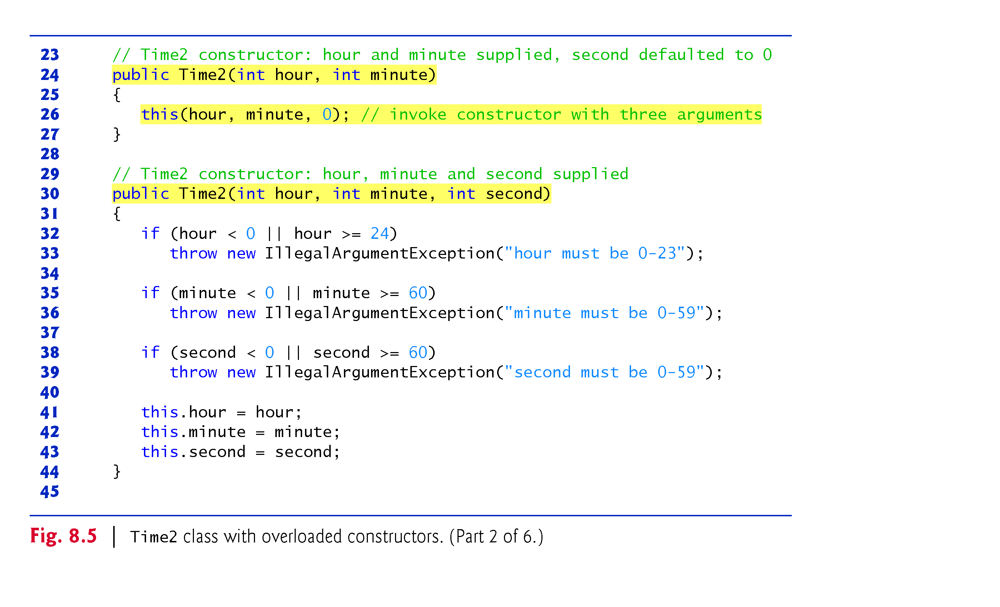 23 // Time2 constructor: hour and minute supplied, second defaulted to 0
24 public Time2(int hour, int minute)
25 {
26 this(hour, minute, 0); // invoke constructor with three arguments
27 }
28
29 // Time2 constructor: hour, minute and second supplied
30 public Time2(int hour, int minute, int second)
31 {
32 if (hour < 0 || hour >= 24)
33 throw new IllegalArgumentException("hour must be 0-23");
34
35 if (minute < 0 || minute >= 60)
36 throw new IllegalArgumentException("minute must be 0-59");
37
38 if (second < 0 || second >= 60)
39 throw new IllegalArgumentException("second must be 0-59");
40
41 this.hour = hour;
42 this.minute = minute;
43 this.second = second;
44 }
45
Fig. 8.5 | Time2 class with overloaded constructors. (Part 2 of 6.)